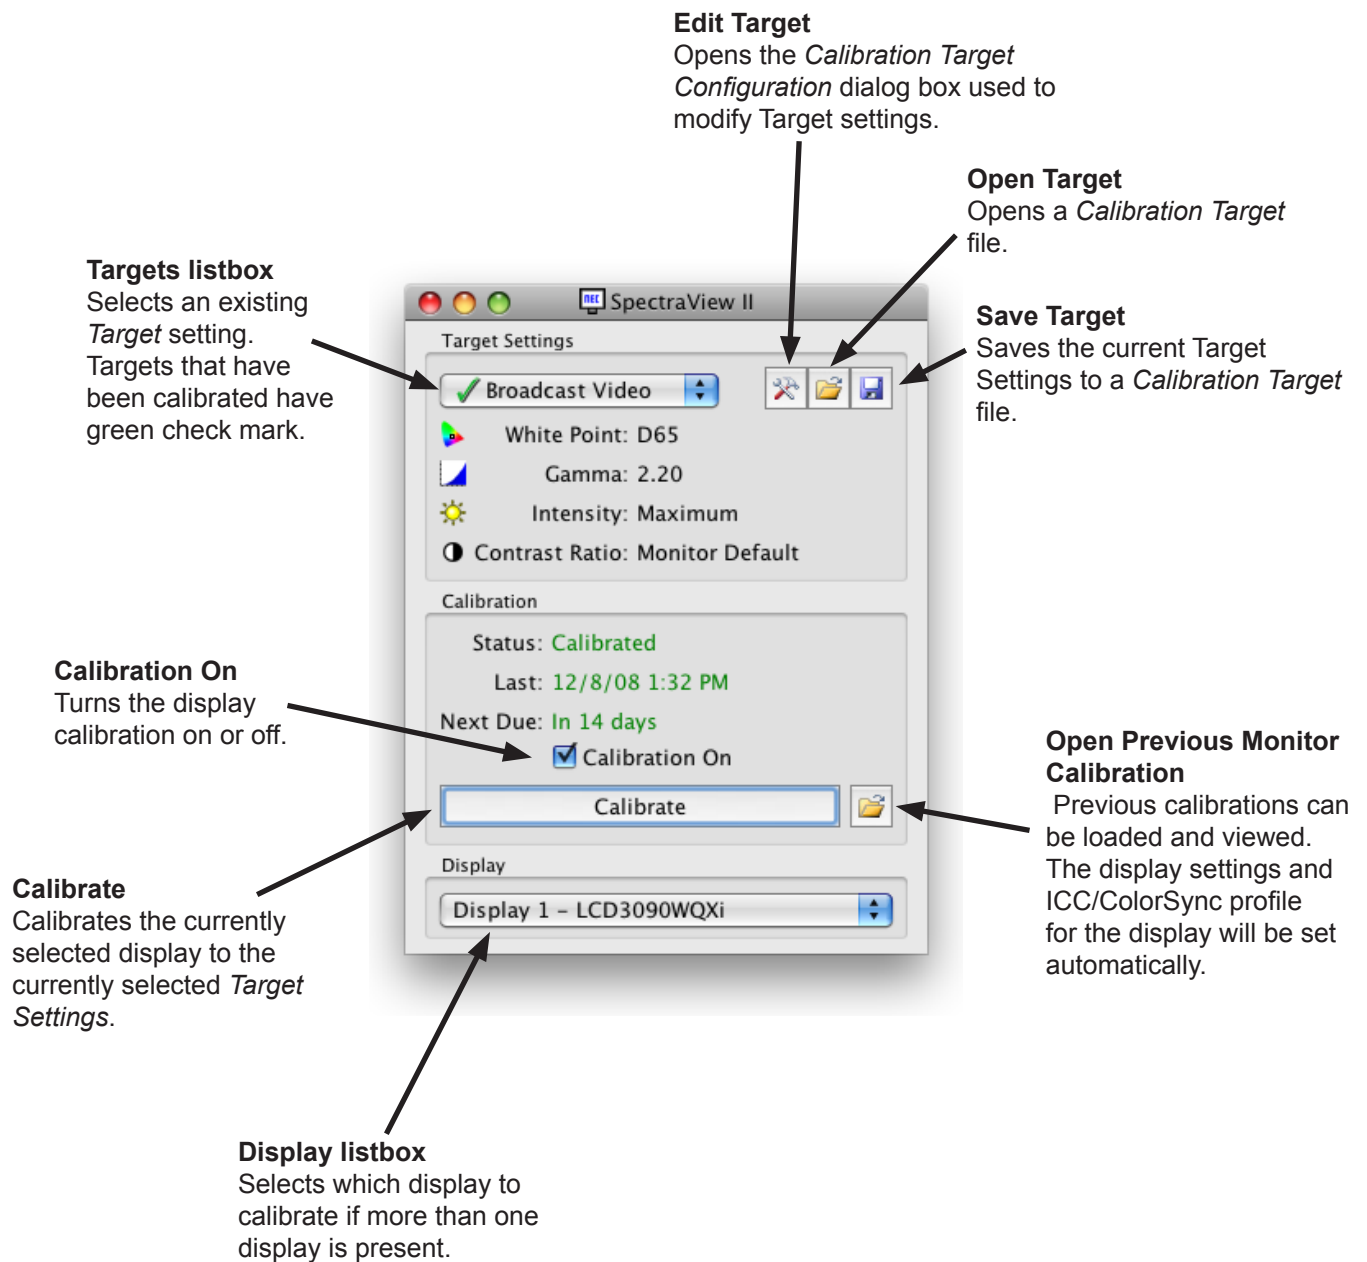 Edit Target
Opens the Calibration Target
Configuration dialog box used to
modify Target settings.
Open Target
Opens a Calibration Target
file.
Targets listbox
Selects an existing
Target setting.
Targets that have
been calibrated have
green check mark.
Save Target
Saves the current Target
Settings to a Calibration Target
file.
NEC SpectraView II
Target Settings
Broadcast Video
White Point: D65
Gamma: 2.20
Intensity: Maximum
Contrast Ratio: Monitor Default
Calibration
Status: Calibrated
Last: 12/8/08 1:32 PM
Next Due: In 14 days
Calibration On
Calibrate
Display
Display 1 – LCD3090WQXi
Calibration On
Turns the display
calibration on or off.
Open Previous Monitor
Calibration
Previous calibrations can
be loaded and viewed.
The display settings and
ICC/ColorSync profile
for the display will be set
automatically.
Calibrate
Calibrates the currently
selected display to the
currently selected Target
Settings.
Display listbox
Selects which display to
calibrate if more than one
display is present.